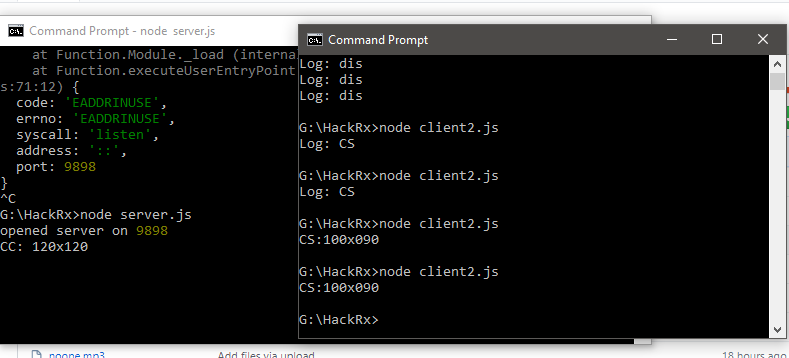 Command Prompt - node server.js
at Function.Module._load (interna
at Function.executeUserEntryPoint
s:71:12) {
code: 'EADDRINUSE',
errno: 'EADDRINUSE',
syscall: 'listen',
address: '::',
port: 9898
}
^C
G:\HackRx>node server.js
opened server on 9898
CC: 120x120
Command Prompt
Log: dis
Log: dis
Log: dis
G:\HackRx>node client2.js
Log: CS
G:\HackRx>node client2.js
Log: CS
G:\HackRx>node client2.js
CS:100x090
G:\HackRx>node client2.js
CS:100x090
G:\HackRx>
noone.mp3
Add files via upload
18 hours ago